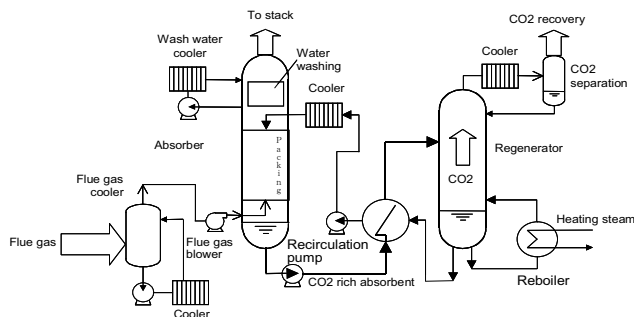 To stack
CO2 recovery
Wash water
cooler
Water
washing
Cooler
Cooler
CO2
separation
Absorber
Packing
Regenerator
CO2
Flue gas
cooler
Flue gas
Flue gas
blower
Recirculation
pump
CO2 rich absorbent
Heating steam
Reboiler
Cooler